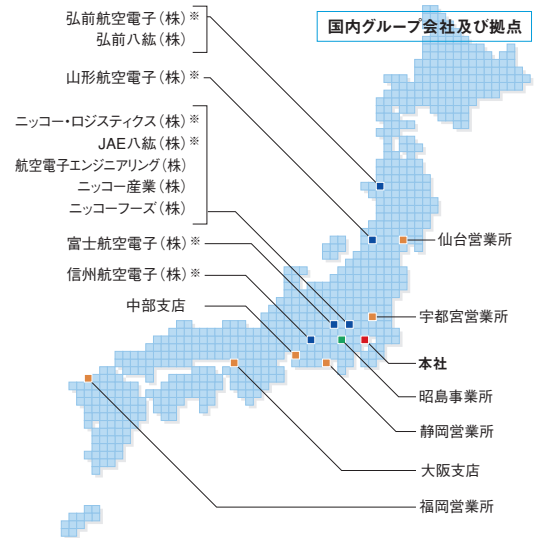 国内グループ会社及び拠点
弘前航空電子(株)※
弘前八紘(株)
山形航空電子(株)※
ニッコー・ロジスティクス(株)※
JAE八紘(株)※
航空電子エンジニアリング(株)
ニッコー産業(株)
ニッコーフーズ(株)
富士航空電子(株)※
信州航空電子(株)※
中部支店
仙台営業所
宇都宮営業所
本社
昭島事業所
静岡営業所
大阪支店
福岡営業所